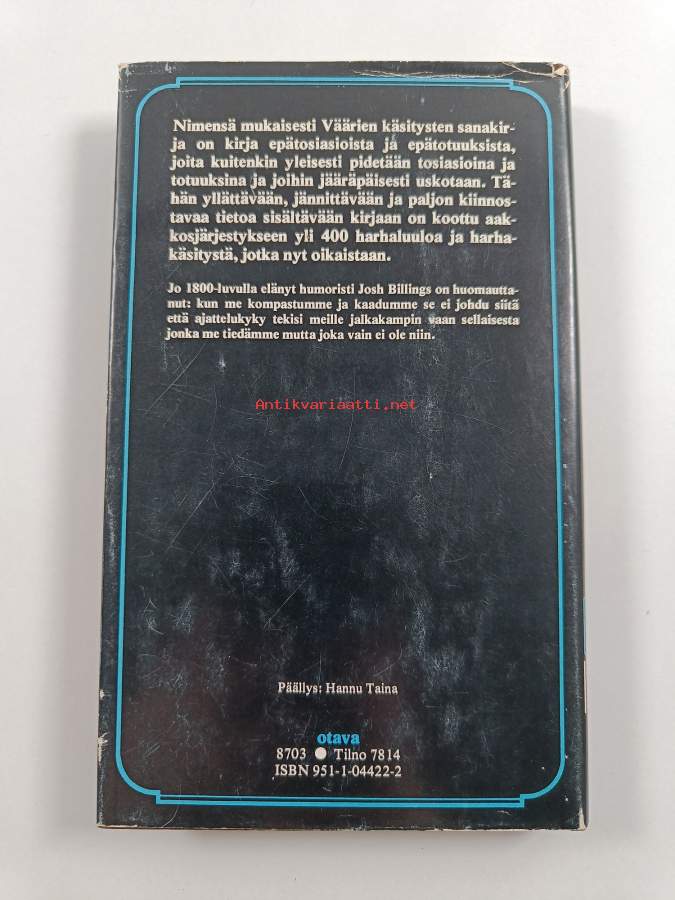 Nimensä mukaisesti Väärien käsitysten sanakir-
ja on kirja epätosiasioista ja epätotuuksista,
joita kuitenkin yleisesti pidetään tosiasioina ja
totuuksina ja joihin jääräpäisesti uskotaan. Tä-
hän yllättävään, jännittävään ja paljon kiinnos-
tavaa tietoa sisältävään kirjaan on koottu aak-
kosjärjestykseen yli 400 harhaluuloa ja harha-
käsitystä, jotka nyt oikaistaan.
Jo 1800-luvulla elänyt humoristi Josh Billings on huomautta-
nut: kun me kompastumme ja kaadumme se ei johdu siitä
että ajattelukyky tekisi meille jalkakampin vaan sellaisesta
jonka me tiedämme mutta joka vain ei ole niin.
Antikvariaatti.net
Päällys: Hannu Taina
otava
8703 ● Tilno 7814
ISBN 951-1-04422-2